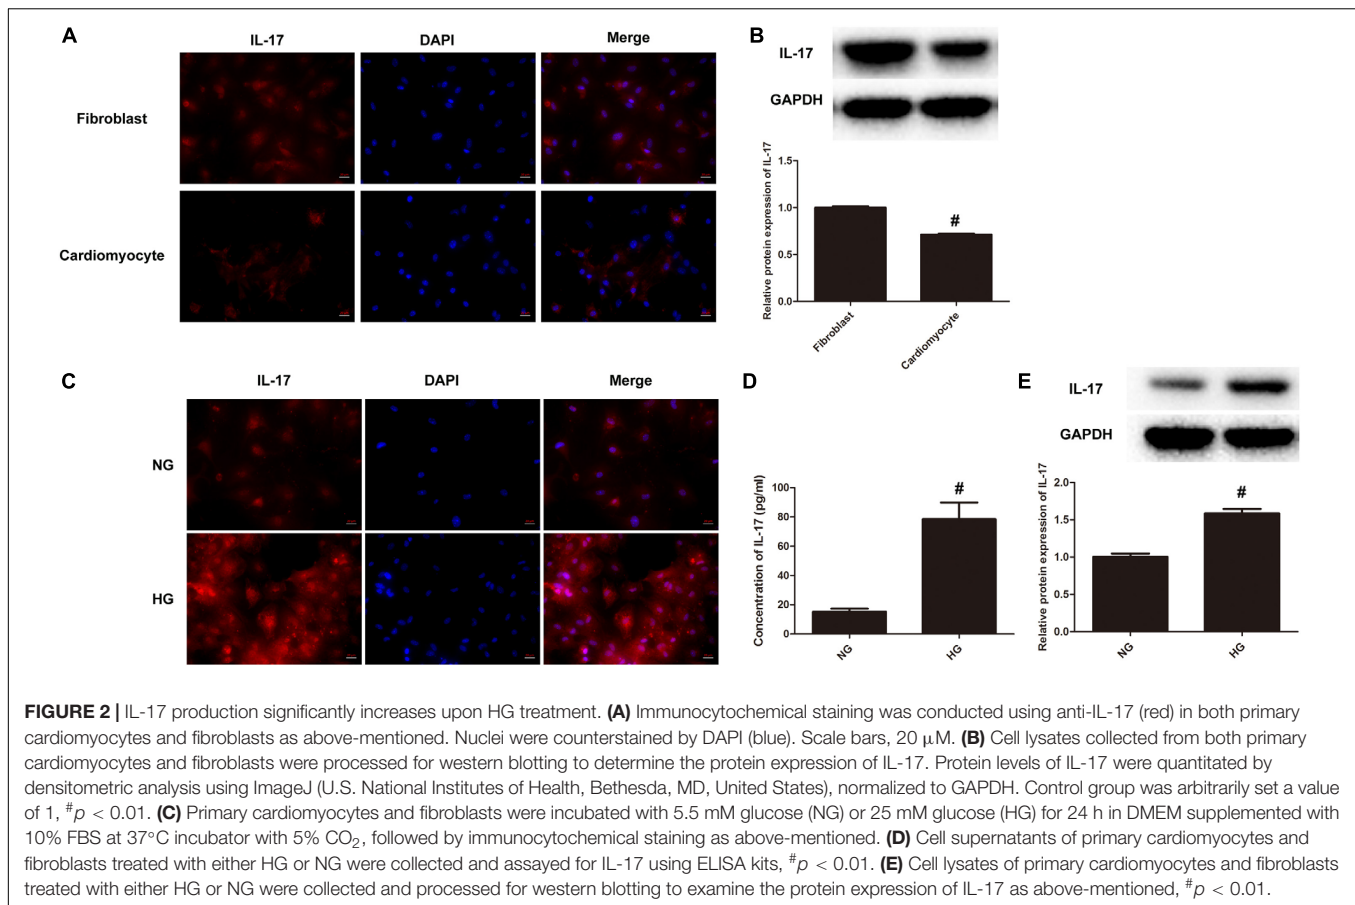 A
IL-17
DAPI
Merge
Fibroblast
Cardiomyocyte
B
IL-17
GAPDH
Relative protein expression of IL-17
1.5
1.0
0.5
0.0
#
Fibroblast
Cardiomyocyte
C
IL-17
DAPI
Merge
NG
HG
D
Concentration of IL-17 (pg/ml)
100
80
60
40
20
0
#
NG
HG
E
IL-17
GAPDH
Relative protein expression of IL-17
2.0
1.5
1.0
0.5
0.0
#
NG
HG
FIGURE 2 | IL-17 production significantly increases upon HG treatment. (A) Immunocytochemical staining was conducted using anti-IL-17 (red) in both primary
cardiomyocytes and fibroblasts as above-mentioned. Nuclei were counterstained by DAPI (blue). Scale bars, 20 μM. (B) Cell lysates collected from both primary
cardiomyocytes and fibroblasts were processed for western blotting to determine the protein expression of IL-17. Protein levels of IL-17 were quantitated by
densitometric analysis using ImageJ (U.S. National Institutes of Health, Bethesda, MD, United States), normalized to GAPDH. Control group was arbitrarily set a value
of 1, #p < 0.01. (C) Primary cardiomyocytes and fibroblasts were incubated with 5.5 mM glucose (NG) or 25 mM glucose (HG) for 24 h in DMEM supplemented with
10% FBS at 37°C incubator with 5% CO₂, followed by immunocytochemical staining as above-mentioned. (D) Cell supernatants of primary cardiomyocytes and
fibroblasts treated with either HG or NG were collected and assayed for IL-17 using ELISA kits, #p < 0.01. (E) Cell lysates of primary cardiomyocytes and fibroblasts
treated with either HG or NG were collected and processed for western blotting to examine the protein expression of IL-17 as above-mentioned, #p < 0.01.